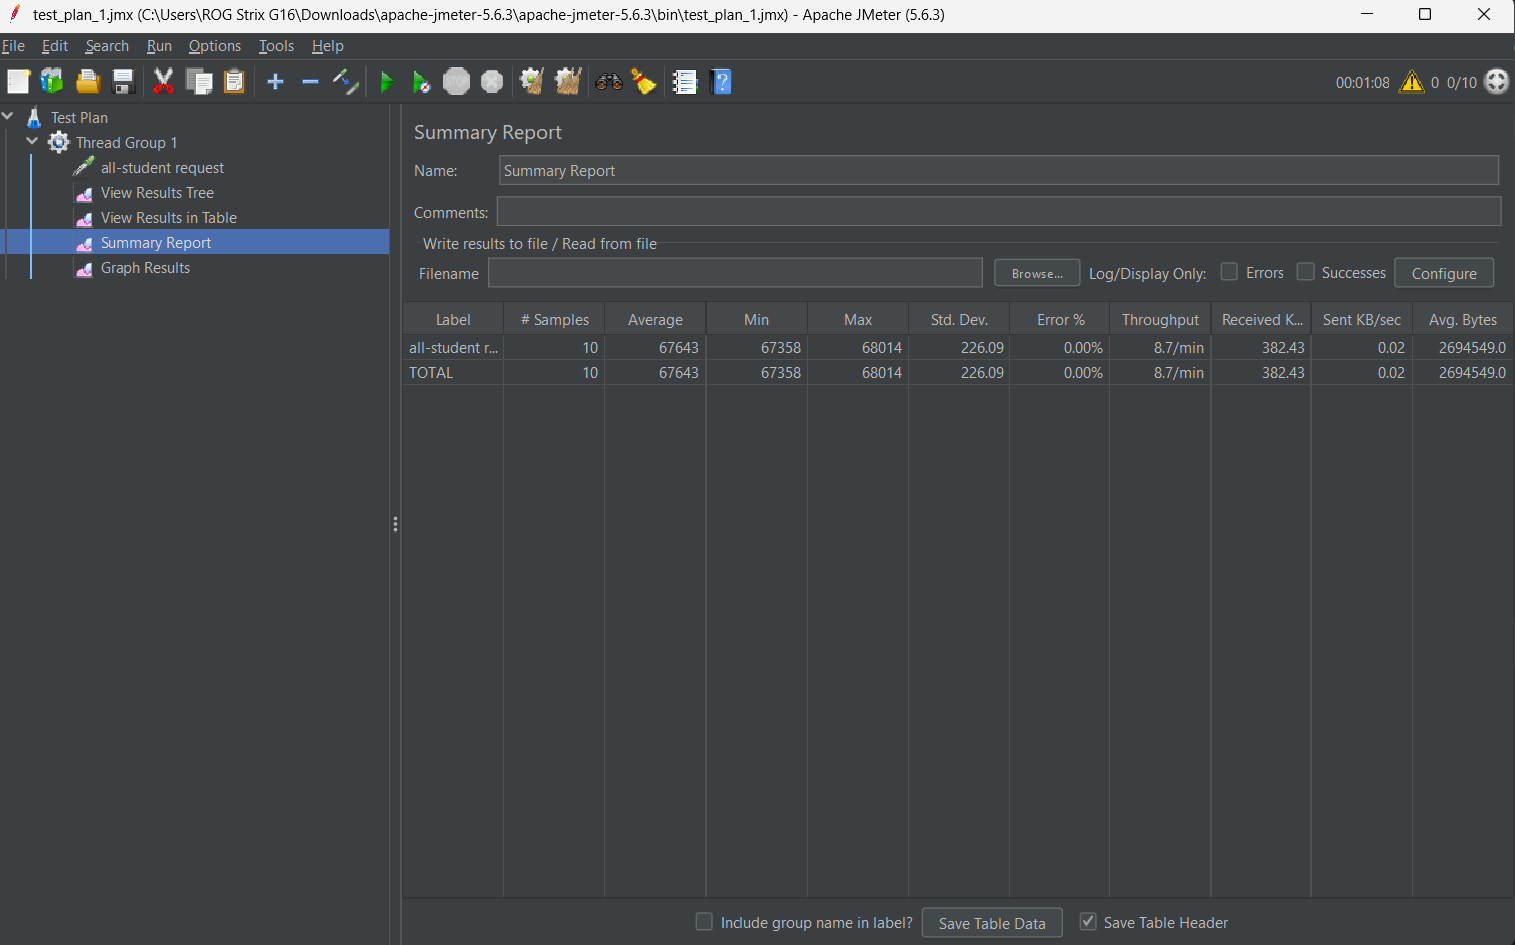 test_plan_1.jmx (C:\Users\ROG Strix G16\Downloads\apache-jmeter-5.6.3\apache-jmeter-5.6.3\bin\test_plan_1.jmx) - Apache JMeter (5.6.3)
File Edit Search Run Options Tools Help
STOP 00:01:08 0 0/10
Test Plan
Thread Group 1
all-student request
View Results Tree
View Results in Table
Summary Report
Graph Results
Summary Report
Name: Summary Report
Comments:
Write results to file / Read from file
Filename Browse... Log/Display Only: Errors Successes Configure
Label # Samples Average Min Max Std. Dev. Error % Throughput Received K... Sent KB/sec Avg. Bytes
all-student r... 10 67643 67358 68014 226.09 0.00% 8.7/min 382.43 0.02 2694549.0
TOTAL 10 67643 67358 68014 226.09 0.00% 8.7/min 382.43 0.02 2694549.0
Include group name in label? Save Table Data Save Table Header